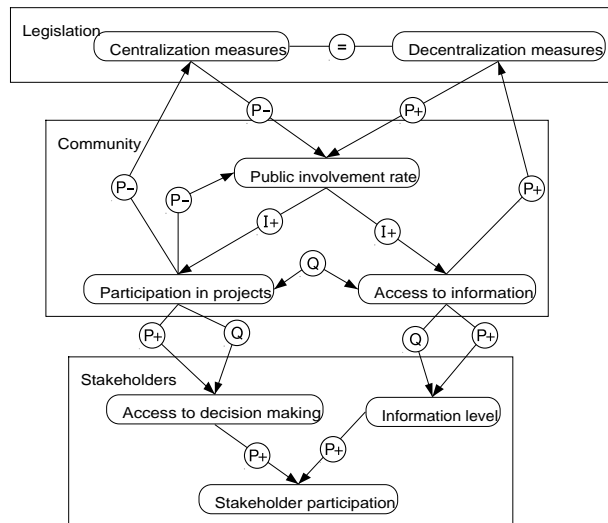 Legislation
Centralization measures
=
Decentralization measures
P−
P+
Community
Public involvement rate
P−
P−
P+
I+
I+
Q
Participation in projects
Access to information
P+
Q
Q
P+
Stakeholders
Access to decision making
Information level
P+
P+
Stakeholder participation